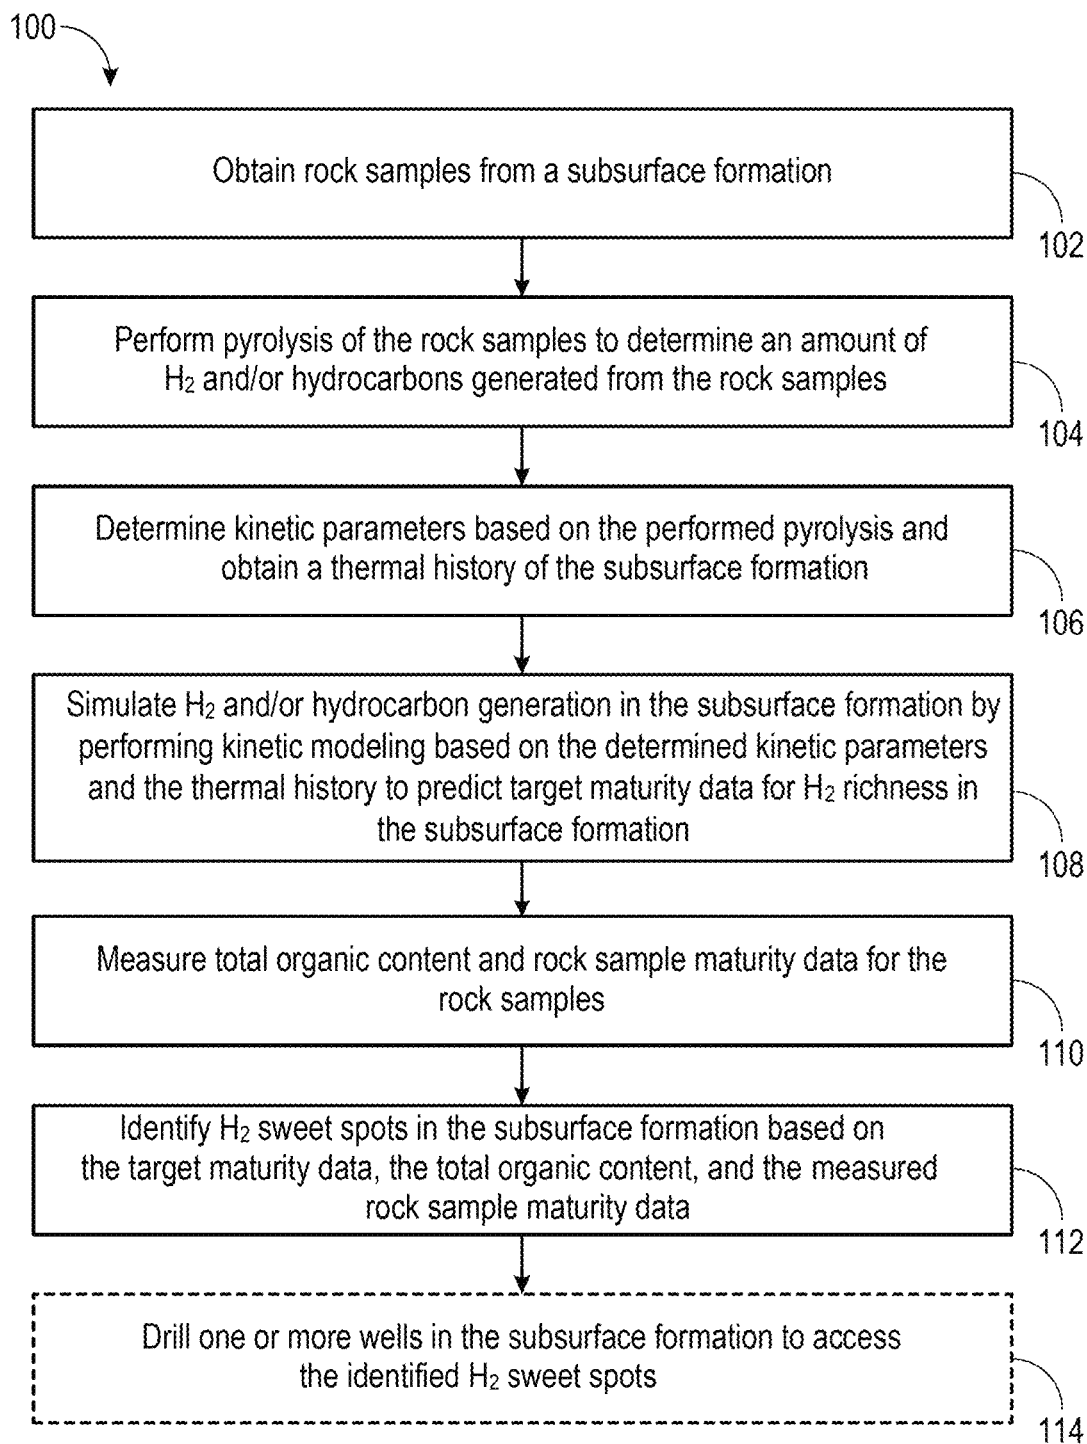 100
Obtain rock samples from a subsurface formation
102
Perform pyrolysis of the rock samples to determine an amount of
H₂ and/or hydrocarbons generated from the rock samples
104
Determine kinetic parameters based on the performed pyrolysis and
obtain a thermal history of the subsurface formation
106
Simulate H₂ and/or hydrocarbon generation in the subsurface formation by
performing kinetic modeling based on the determined kinetic parameters
and the thermal history to predict target maturity data for H₂ richness in
the subsurface formation
108
Measure total organic content and rock sample maturity data for the
rock samples
110
Identify H₂ sweet spots in the subsurface formation based on
the target maturity data, the total organic content, and the measured
rock sample maturity data
112
Drill one or more wells in the subsurface formation to access
the identified H₂ sweet spots
114